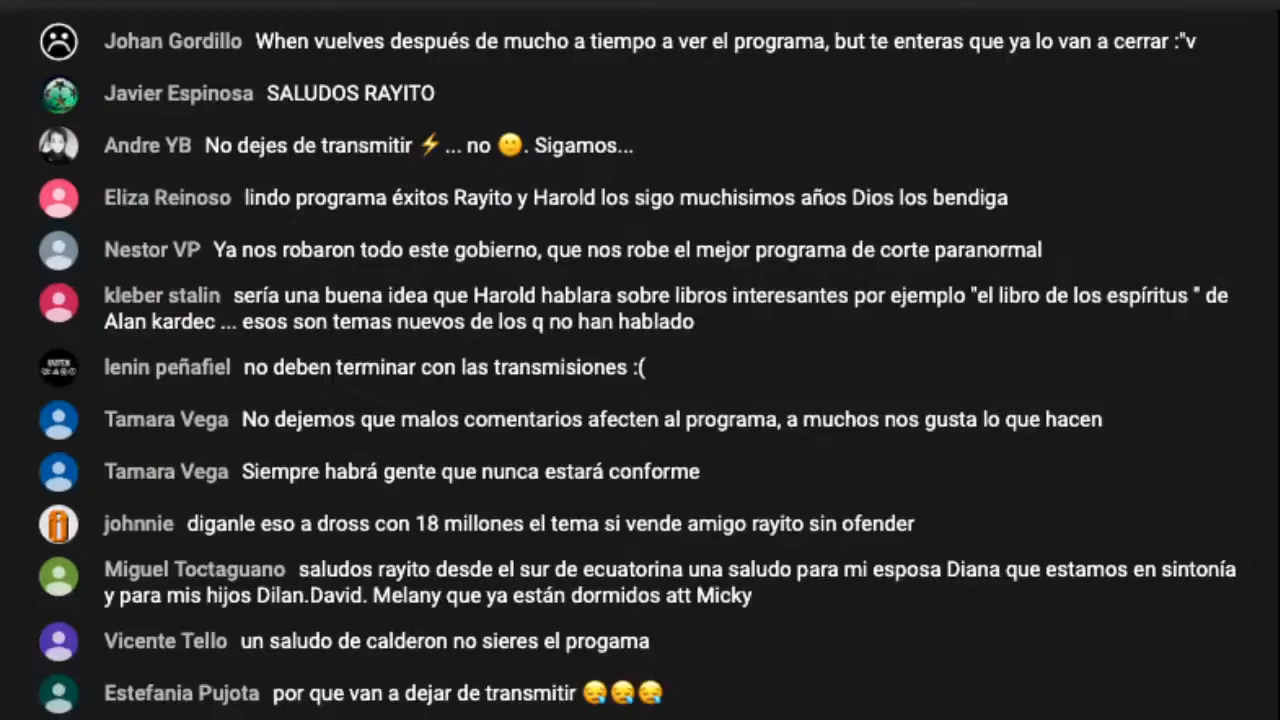 Johan Gordillo When vuelves después de mucho a tiempo a ver el programa, but te enteras que ya lo van a cerrar :"v
Javier Espinosa SALUDOS RAYITO
Andre YB No dejes de transmitir ⚡... no 🙂. Sigamos...
Eliza Reinoso lindo programa éxitos Rayito y Harold los sigo muchisimos años Dios los bendiga
Nestor VP Ya nos robaron todo este gobierno, que nos robe el mejor programa de corte paranormal
kleber stalin sería una buena idea que Harold hablara sobre libros interesantes por ejemplo "el libro de los espíritus " de
Alan kardec ... esos son temas nuevos de los q no han hablado
lenin peñafiel no deben terminar con las transmisiones :(
Tamara Vega No dejemos que malos comentarios afecten al programa, a muchos nos gusta lo que hacen
Tamara Vega Siempre habrá gente que nunca estará conforme
johnnie diganle eso a dross con 18 millones el tema si vende amigo rayito sin ofender
Miguel Toctaguano saludos rayito desde el sur de ecuatorina una saludo para mi esposa Diana que estamos en sintonía
y para mis hijos Dilan.David. Melany que ya están dormidos att Micky
Vicente Tello un saludo de calderon no sieres el progama
Estefania Pujota por que van a dejar de transmitir 😪😪😪